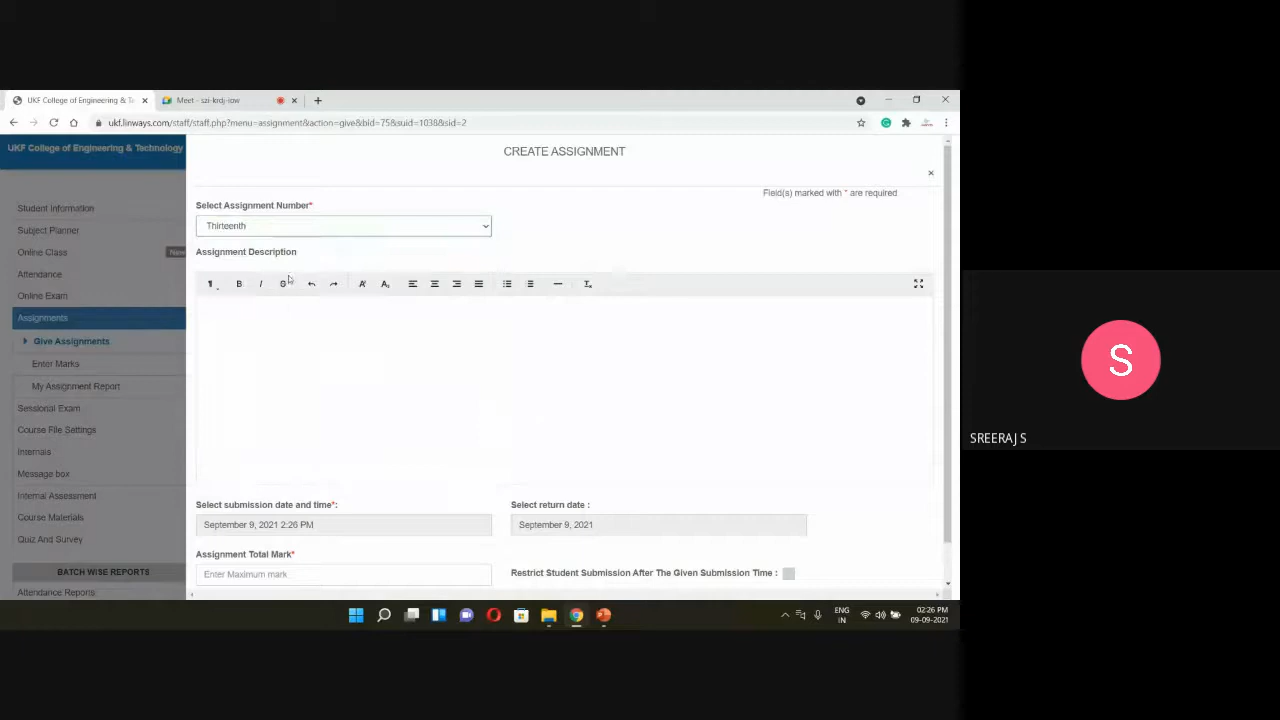 UKF College of Engineering & Te
Meet - szi-krdj-iow
ukf.linways.com/staff/staff.php?menu=assignment&action=give&bid=75&suid=1038&sid=2
UKF College of Engineering & Technology
CREATE ASSIGNMENT
Field(s) marked with * are required
Student Information
Subject Planner
Online Class
New
Attendance
Online Exam
Assignments
Give Assignments
Enter Marks
My Assignment Report
Sessional Exam
Course File Settings
Internals
Message box
Internal Assessment
Course Materials
Quiz And Survey
BATCH WISE REPORTS
Attendance Reports
Select Assignment Number*
Thirteenth
Assignment Description
Select submission date and time*:
Select return date :
September 9, 2021 2:26 PM
September 9, 2021
Assignment Total Mark*
Enter Maximum mark
Restrict Student Submission After The Given Submission Time :
S
SREERAJ S
ENG
IN
02:26 PM
09-09-2021